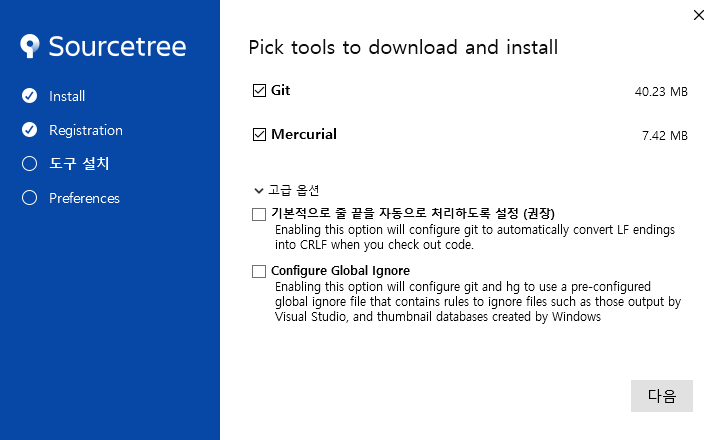 Sourcetree
Install
Registration
도구 설치
Preferences
Pick tools to download and install
Git 40.23 MB
Mercurial 7.42 MB
고급 옵션
기본적으로 줄 끝을 자동으로 처리하도록 설정 (권장)
Enabling this option will configure git to automatically convert LF endings
into CRLF when you check out code.
Configure Global Ignore
Enabling this option will configure git and hg to use a pre-configured
global ignore file that contains rules to ignore files such as those output by
Visual Studio, and thumbnail databases created by Windows
다음